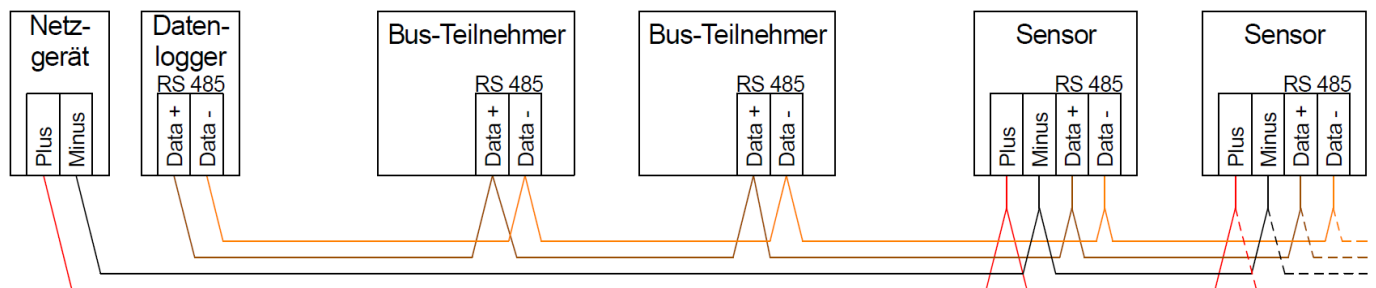 Netz-
gerät
Plus
Minus
Daten-
logger
RS 485
Data +
Data -
Bus-Teilnehmer
RS 485
Data +
Data -
Bus-Teilnehmer
RS 485
Data +
Data -
Sensor
RS 485
Plus
Minus
Data +
Data -
Sensor
RS 485
Plus
Minus
Data +
Data -